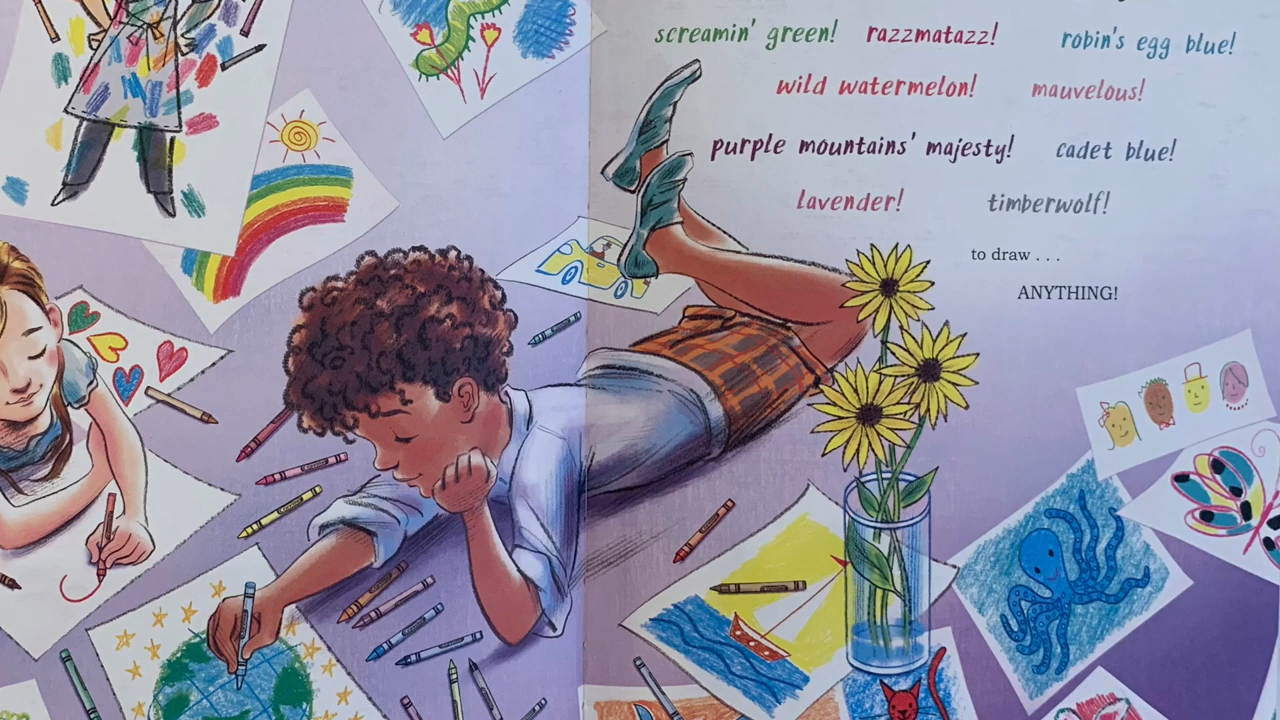 screamin' green! razzmatazz! robin's egg blue!
wild watermelon! mauvelous!
purple mountains' majesty! cadet blue!
lavender! timberwolf!
to draw . . .
ANYTHING!